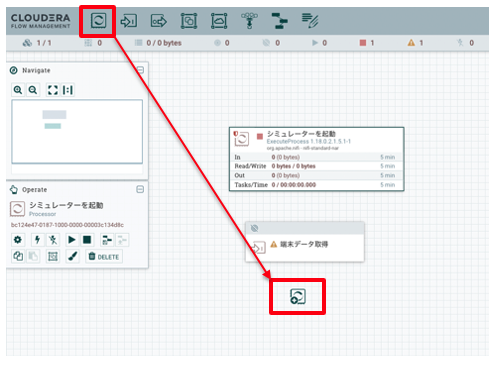 CLOUDERA
FLOW MANAGEMENT
1 / 1
0
0 / 0 bytes
0
0
0
1
1
0
Navigate
Operate
シミュレーターを起動
Processor
bc124e47-0187-1000-0000-00003c134d8c
DELETE
シミュレーターを起動
ExecuteProcess 1.18.0.2.1.5.1-1
org.apache.nifi - nifi-standard-nar
In 0 (0 bytes) 5 min
Read/Write 0 bytes / 0 bytes 5 min
Out 0 (0 bytes) 5 min
Tasks/Time 0 / 00:00:00.000 5 min
端末データ取得